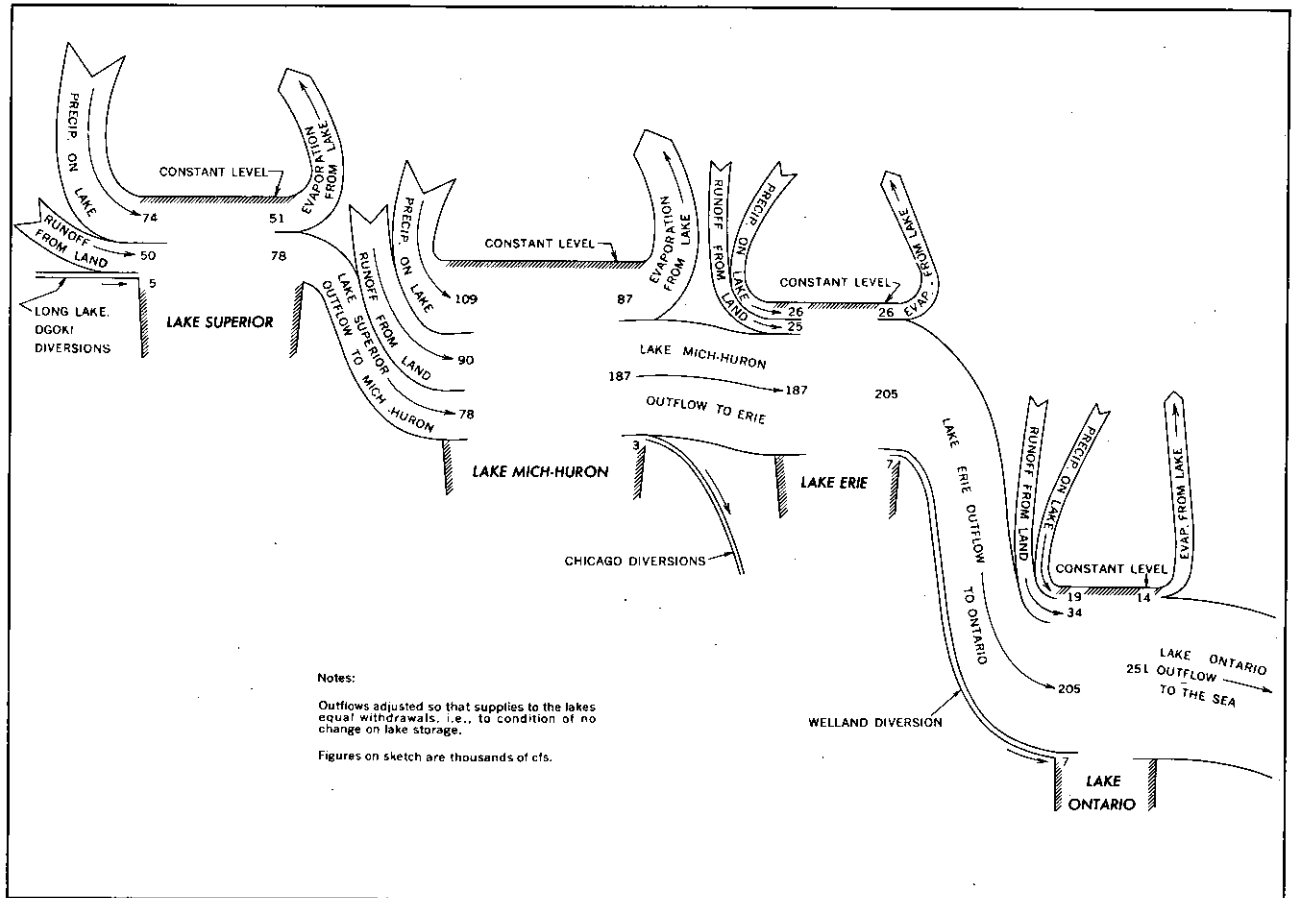 PRECIP. ON LAKE
74
RUNOFF
FROM LAND
50
5
LONG LAKE.
OGOKI
DIVERSIONS
CONSTANT LEVEL
51
EVAPORATION
FROM LAKE
78
LAKE SUPERIOR
PRECIP. ON LAKE
109
RUNOFF FROM LAND
90
LAKE SUPERIOR
OUTFLOW TO MICH.-HURON
78
CONSTANT LEVEL
87
EVAPORATION
FROM LAKE
187
3
LAKE MICH-HURON
LAKE MICH-HURON
OUTFLOW TO ERIE
187
CHICAGO DIVERSIONS
RUNOFF FROM LAND
25
PRECIP. ON LAKE
26
CONSTANT LEVEL
26
EVAP.-FROM LAKE
205
7
LAKE ERIE
LAKE ERIE OUTFLOW TO ONTARIO
205
WELLAND DIVERSION
7
RUNOFF FROM LAND
34
PRECIP. ON LAKE
19
CONSTANT LEVEL
14
EVAP. FROM LAKE
LAKE ONTARIO
25L OUTFLOW
TO THE SEA
LAKE
ONTARIO
Notes:
Outflows adjusted so that supplies to the lakes
equal withdrawals, i.e., to condition of no
change on lake storage.
Figures on sketch are thousands of cfs.